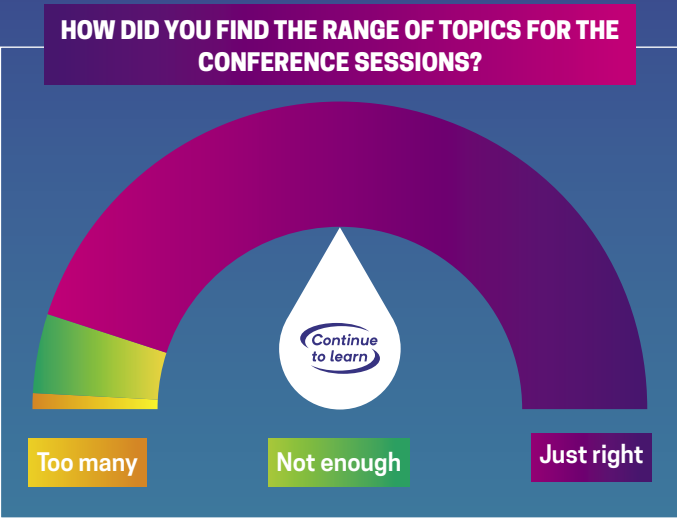 HOW DID YOU FIND THE RANGE OF TOPICS FOR THE
CONFERENCE SESSIONS?
Continue
to learn
Too many
Not enough
Just right